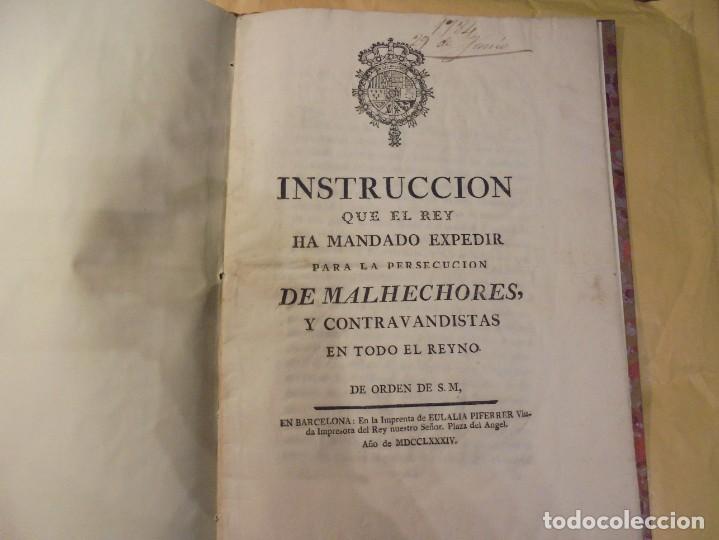 1784
29 de Junio
INSTRUCCION
QUE EL REY
HA MANDADO EXPEDIR
PARA LA PERSECUCION
DE MALHECHORES,
Y CONTRAVANDISTAS
EN TODO EL REYNO.
DE ORDEN DE S. M,
EN BARCELONA: En la Imprenta de EULALIA PIFERRER Viu-
da Impresora del Rey nuestro Señor. Plaza del Angel.
Año de MDCCLXXXIV.
todocoleccion